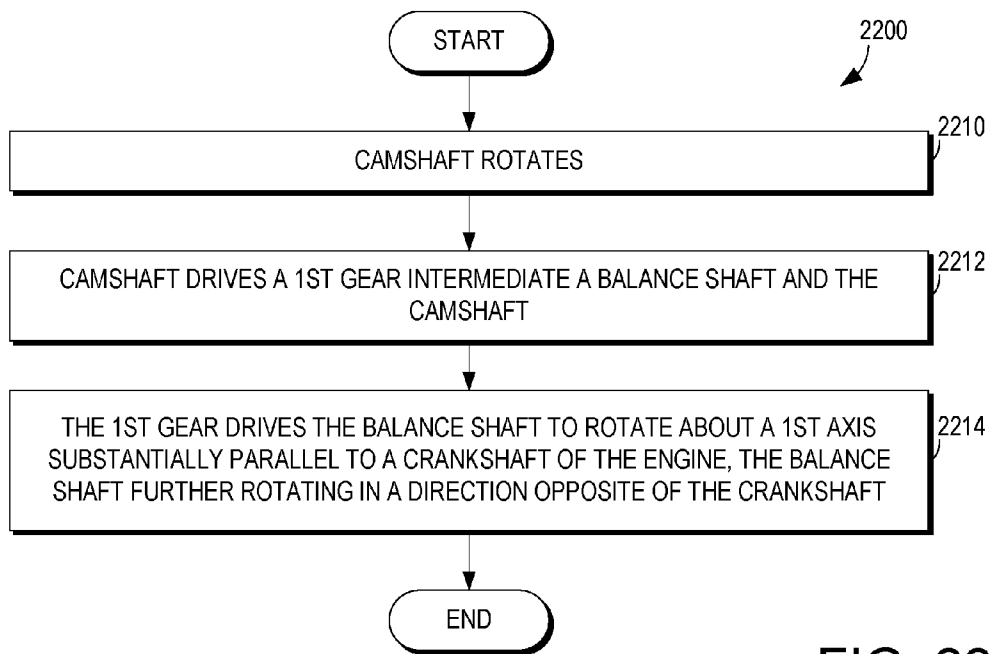 START
2200
2210
CAMSHAFT ROTATES
2212
CAMSHAFT DRIVES A 1ST GEAR INTERMEDIATE A BALANCE SHAFT AND THE
CAMSHAFT
2214
THE 1ST GEAR DRIVES THE BALANCE SHAFT TO ROTATE ABOUT A 1ST AXIS
SUBSTANTIALLY PARALLEL TO A CRANKSHAFT OF THE ENGINE, THE BALANCE
SHAFT FURTHER ROTATING IN A DIRECTION OPPOSITE OF THE CRANKSHAFT
END